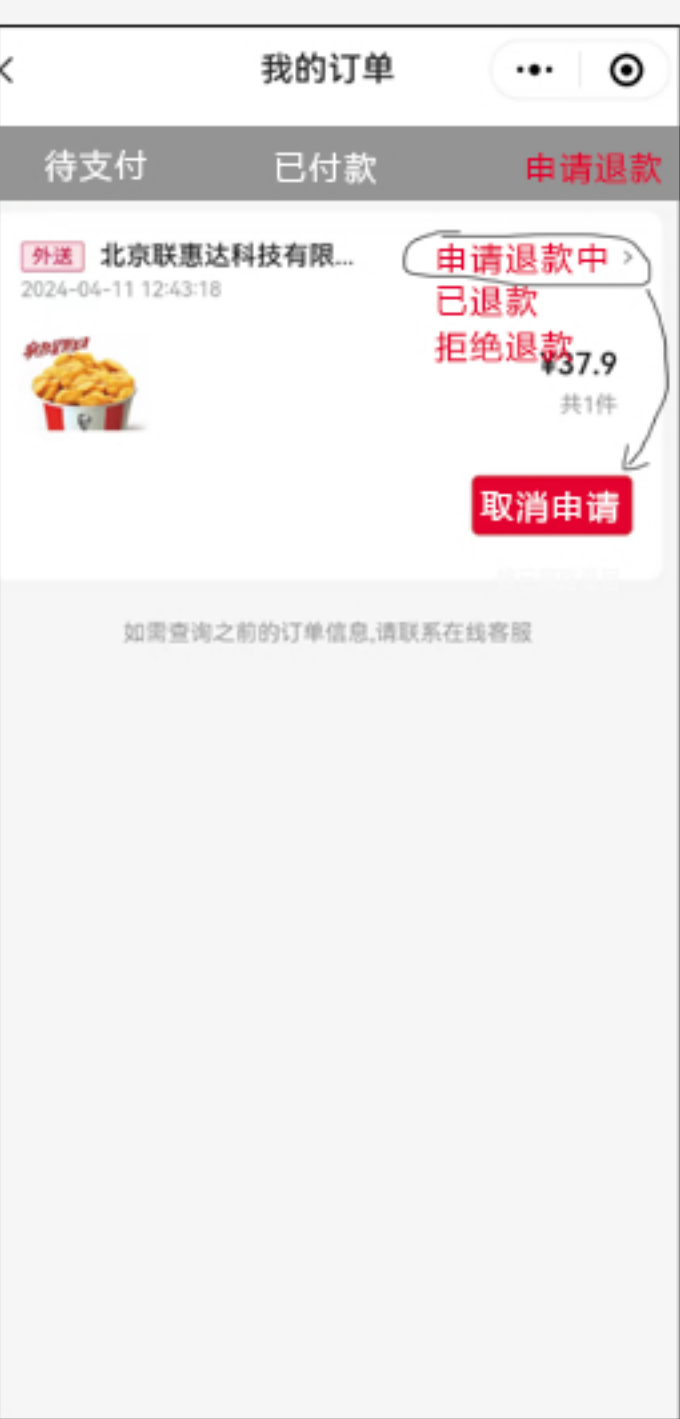 我的订单
待支付 已付款 申请退款
外送 北京联惠达科技有限... 申请退款中
2024-04-11 12:43:18 已退款
拒绝退款
¥37.9
共1件
取消申请
如需查询之前的订单信息,请联系在线客服